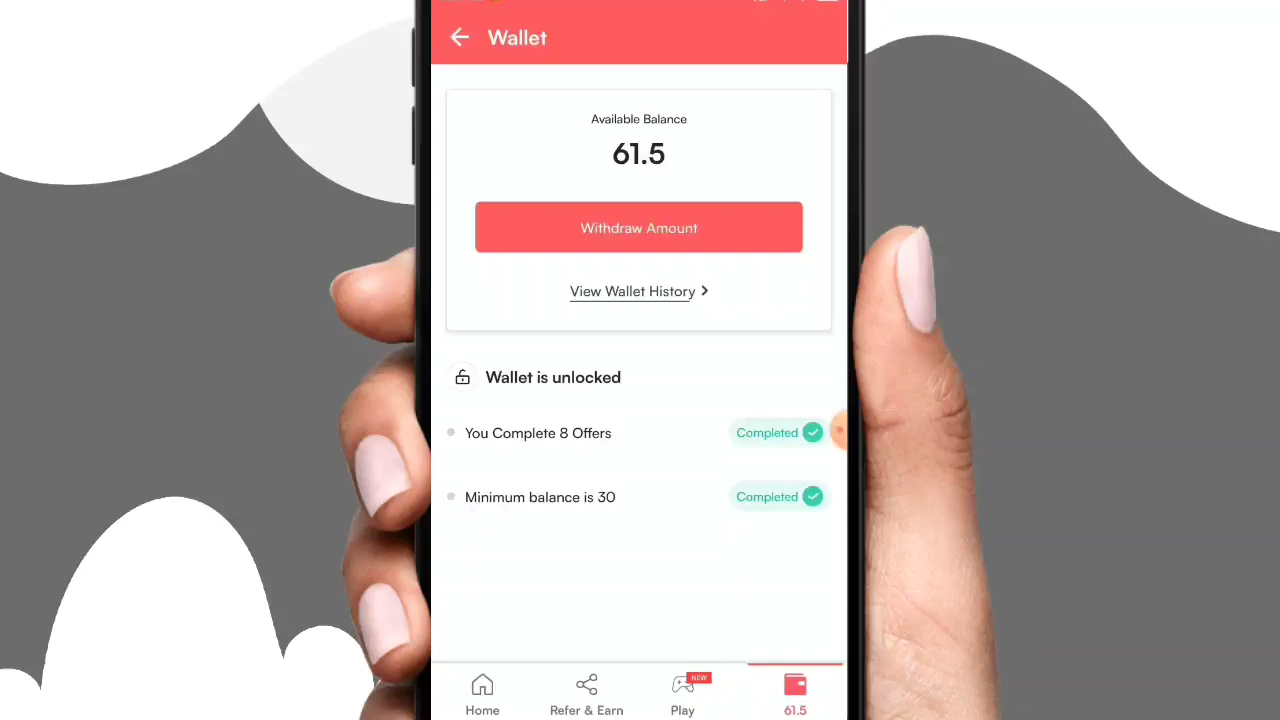 Wallet
Available Balance
61.5
Withdraw Amount
View Wallet History
Wallet is unlocked
You Complete 8 Offers
Completed
Minimum balance is 30
Completed
NEW
Home
Refer & Earn
Play
61.5